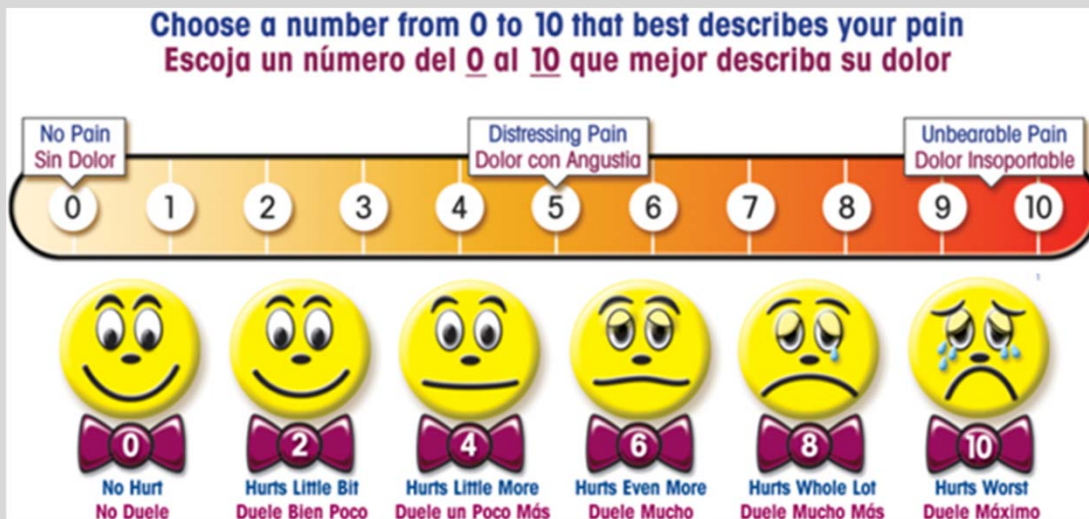 Choose a number from 0 to 10 that best describes your pain
Escoja un número del 0 al 10 que mejor describa su dolor
No Pain
Sin Dolor
Distressing Pain
Dolor con Angustia
Unbearable Pain
Dolor Insoportable
0 1 2 3 4 5 6 7 8 9 10
0 2 4 6 8 10
No Hurt
No Duele
Hurts Little Bit
Duele Bien Poco
Hurts Little More
Duele un Poco Más
Hurts Even More
Duele Mucho
Hurts Whole Lot
Duele Mucho Más
Hurts Worst
Duele Máximo